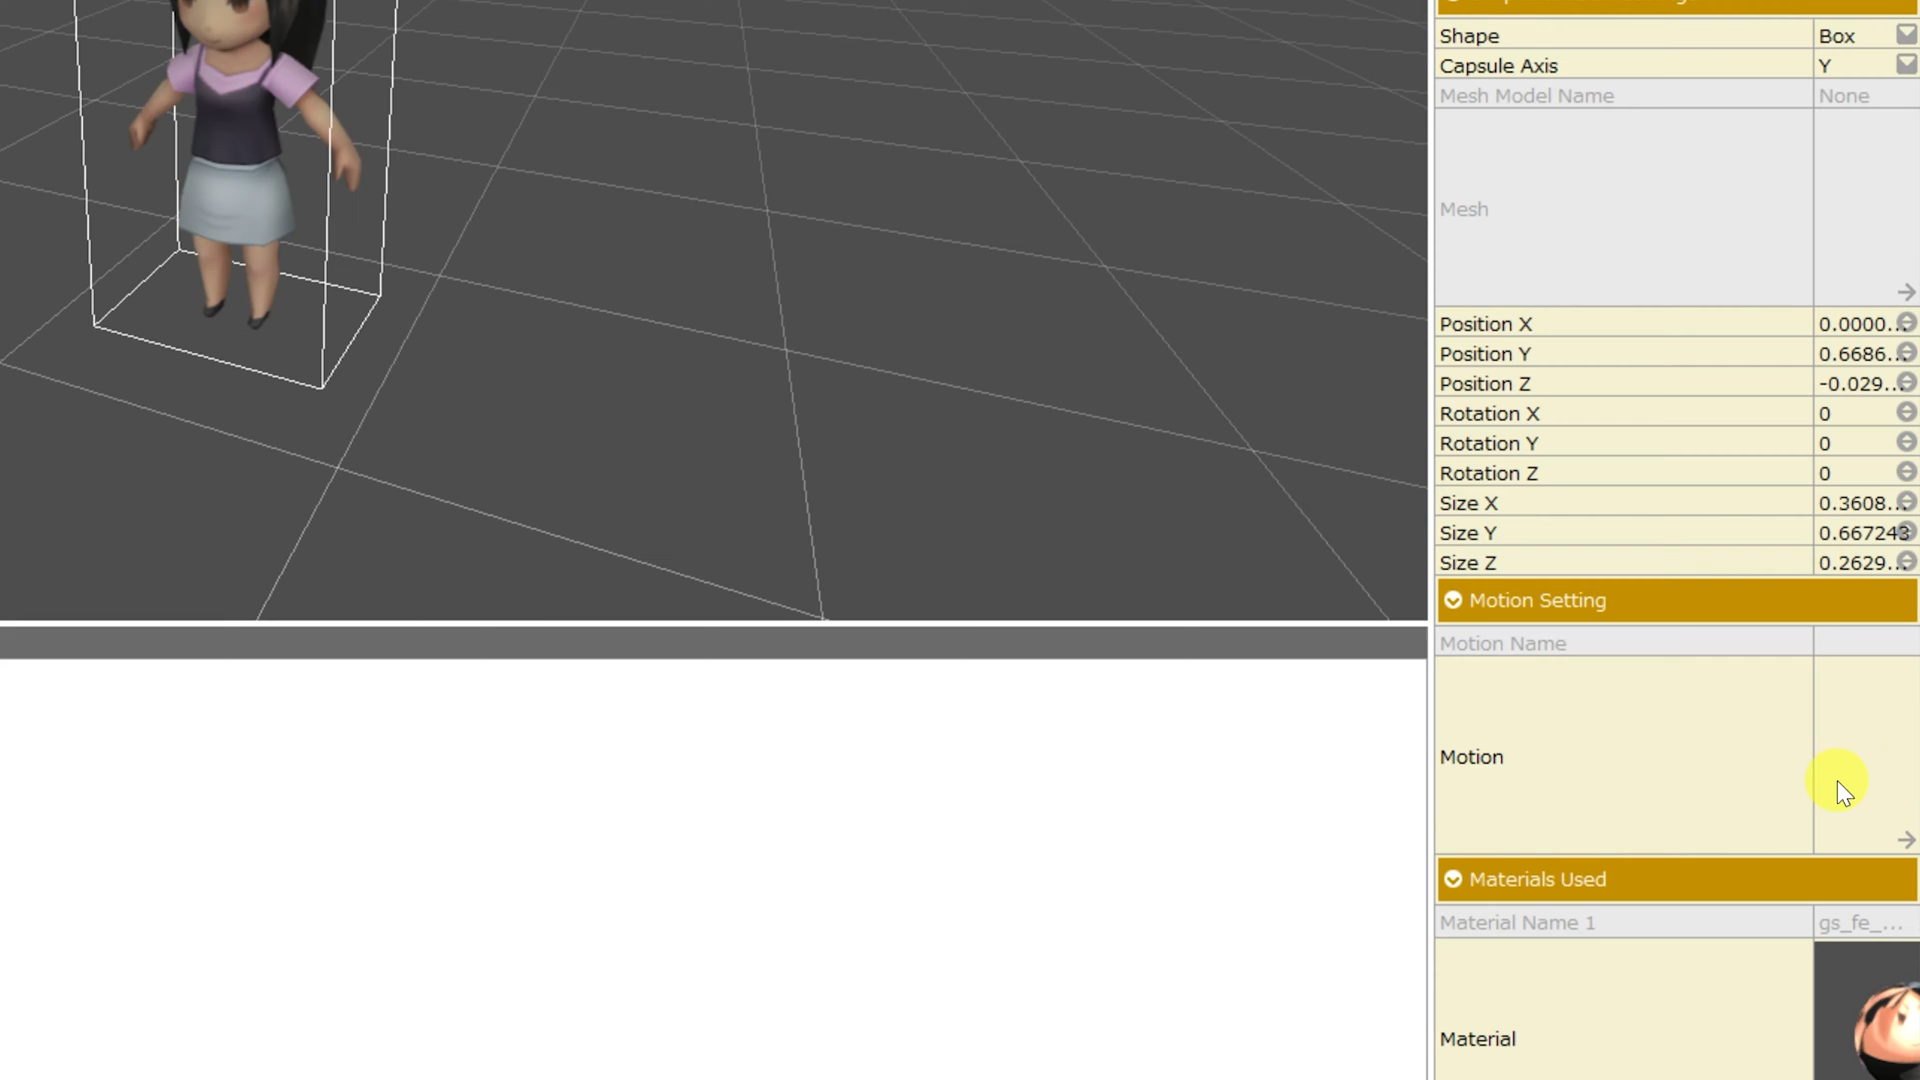 Shape Box
Capsule Axis Y
Mesh Model Name None
Mesh
Position X 0.0000...
Position Y 0.6686...
Position Z -0.029...
Rotation X 0
Rotation Y 0
Rotation Z 0
Size X 0.3608...
Size Y 0.667243
Size Z 0.2629...
Motion Setting
Motion Name
Motion
Materials Used
Material Name 1 gs_fe_...
Material